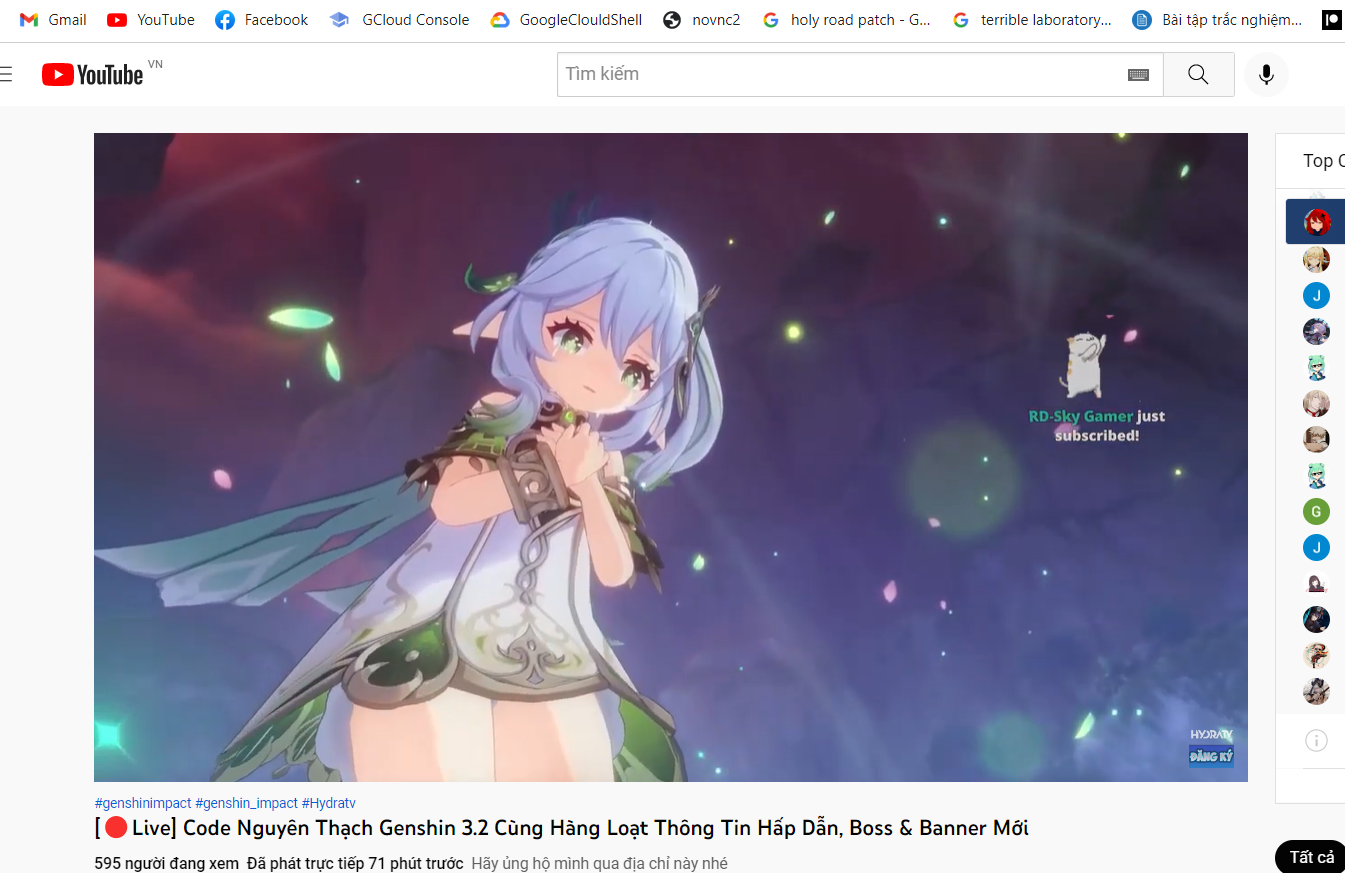 Gmail YouTube Facebook GCloud Console GoogleClouldShell novnc2 holy road patch - G... terrible laboratory... Bài tập trắc nghiệm...
YouTube VN
Tìm kiếm
Top C
J
RD-Sky Gamer just
subscribed!
G
J
HYDRATV
ĐĂNG KÝ
#genshinimpact #genshin_impact #Hydratv
[🔴Live] Code Nguyên Thạch Genshin 3.2 Cùng Hàng Loạt Thông Tin Hấp Dẫn, Boss & Banner Mới
595 người đang xem Đã phát trực tiếp 71 phút trước Hãy ủng hộ mình qua địa chỉ này nhé
Tất cả